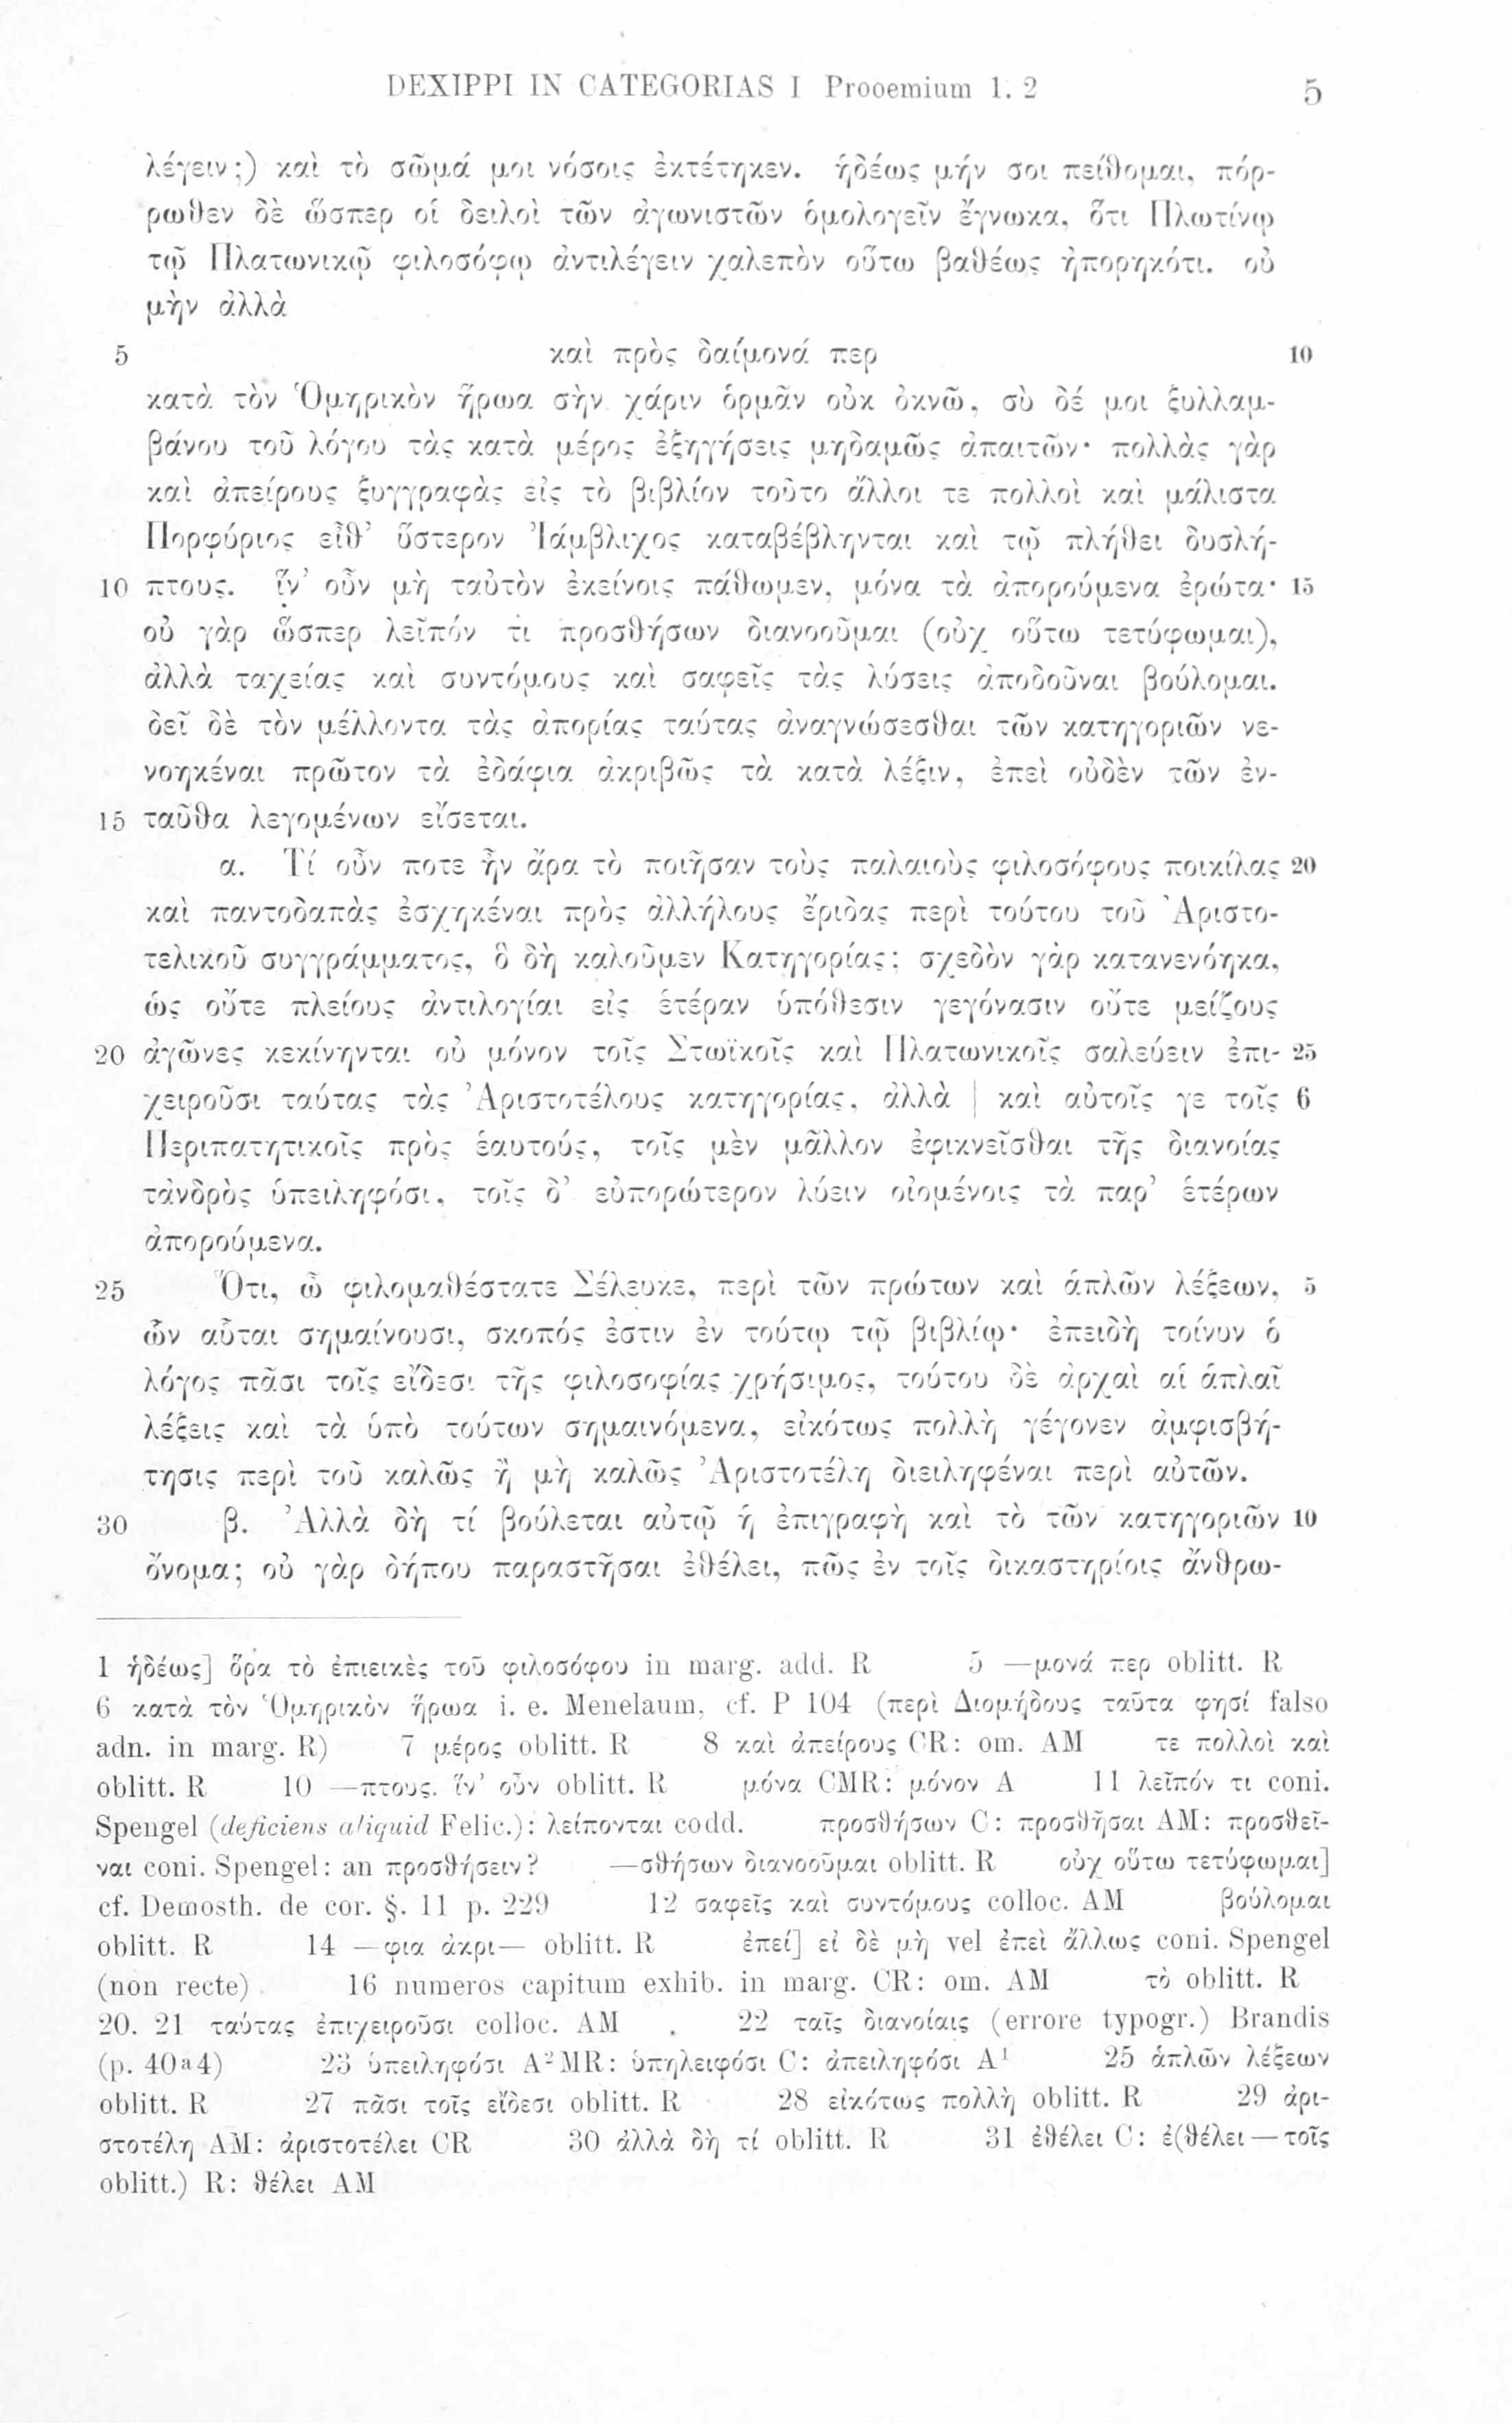 DEXIPPI IN CATEGORIAS I Prooemium 1. 2 5
λέγειν;) καὶ τὸ σῶμά μοι νόσοις ἐκτέτηκεν. ἡδέως μήν σοι πείθομαι, πόρ-
ρωθεν δὲ ὥσπερ οἱ δειλοὶ τῶν ἀγωνιστῶν ὁμολογεῖν ἔγνωκα, ὅτι Πλωτίνῳ
τῷ Πλατωνικῷ φιλοσόφῳ ἀντιλέγειν χαλεπὸν οὕτω βαθέως ἠπορηκότι. οὐ
μὴν ἀλλὰ
5 καὶ πρὸς δαίμονά περ 10
κατὰ τὸν Ὁμηρικὸν ἥρωα σὴν χάριν ὁρμᾶν οὐκ ὀκνῶ, σὺ δέ μοι ξυλλαμ-
βάνου τοῦ λόγου τὰς κατὰ μέρος ἐξηγήσεις μηδαμῶς ἀπαιτῶν· πολλὰς γὰρ
καὶ ἀπείρους ξυγγραφὰς εἰς τὸ βιβλίον τοῦτο ἄλλοι τε πολλοὶ καὶ μάλιστα
Πορφύριος εἶθ’ ὕστερον Ἰάμβλιχος καταβέβληνται καὶ τῷ πλήθει δυσλή-
10 πτους. ἵν’ οὖν μὴ ταὐτὸν ἐκείνοις πάθωμεν, μόνα τὰ ἀπορούμενα ἐρώτα· 15
οὐ γὰρ ὥσπερ λεῖπόν τι προσθήσων διανοοῦμαι (οὐχ οὕτω τετύφωμαι),
ἀλλὰ ταχείας καὶ συντόμους καὶ σαφεῖς τὰς λύσεις ἀποδοῦναι βούλομαι.
δεῖ δὲ τὸν μέλλοντα τὰς ἀπορίας ταύτας ἀναγνώσεσθαι τῶν κατηγοριῶν νε-
νοηκέναι πρῶτον τὰ ἐδάφια ἀκριβῶς τὰ κατὰ λέξιν, ἐπεὶ οὐδὲν τῶν ἐν-
15 ταῦθα λεγομένων εἴσεται.
α. Τί οὖν ποτε ἦν ἄρα τὸ ποιῆσαν τοὺς παλαιοὺς φιλοσόφους ποικίλας 20
καὶ παντοδαπὰς ἐσχηκέναι πρὸς ἀλλήλους ἔριδας περὶ τούτου τοῦ Ἀριστο-
τελικοῦ συγγράμματος, ὃ δὴ καλοῦμεν Κατηγορίας; σχεδὸν γὰρ κατανενόηκα,
ὡς οὔτε πλείους ἀντιλογίαι εἰς ἑτέραν ὑπόθεσιν γεγόνασιν οὔτε μείζους
20 ἀγῶνες κεκίνηνται οὐ μόνον τοῖς Στωϊκοῖς καὶ Πλατωνικοῖς σαλεύειν ἐπι- 25
χειροῦσι ταύτας τὰς Ἀριστοτέλους κατηγορίας, ἀλλὰ | καὶ αὐτοῖς γε τοῖς 6
Περιπατητικοῖς πρὸς ἑαυτούς, τοῖς μὲν μᾶλλον ἐφικνεῖσθαι τῆς διανοίας
τἀνδρὸς ὑπειληφόσι, τοῖς δ’ εὐπορώτερον λύειν οἰομένοις τὰ παρ’ ἑτέρων
ἀπορούμενα.
25 Ὅτι, ὦ φιλομαθέστατε Σέλευκε, περὶ τῶν πρώτων καὶ ἁπλῶν λέξεων, 5
ὧν αὗται σημαίνουσι, σκοπός ἐστιν ἐν τούτῳ τῷ βιβλίῳ· ἐπειδὴ τοίνυν ὁ
λόγος πᾶσι τοῖς εἴδεσι τῆς φιλοσοφίας χρήσιμος, τούτου δὲ ἀρχαὶ αἱ ἁπλαῖ
λέξεις καὶ τὰ ὑπὸ τούτων σημαινόμενα, εἰκότως πολλὴ γέγονεν ἀμφισβή-
τησις περὶ τοῦ καλῶς ἢ μὴ καλῶς Ἀριστοτέλη διειληφέναι περὶ αὐτῶν.
30 β. Ἀλλὰ δὴ τί βούλεται αὐτῷ ἡ ἐπιγραφὴ καὶ τὸ τῶν κατηγοριῶν 10
ὄνομα; οὐ γὰρ δήπου παραστῆσαι ἐθέλει, πῶς ἐν τοῖς δικαστηρίοις ἄνθρω-
1 ἡδέως] ὅρα τὸ ἐπιεικὲς τοῦ φιλοσόφου in marg. add. R 5 —μονά περ oblitt. R
6 κατὰ τὸν Ὁμηρικὸν ἥρωα i. e. Menelaum, cf. P 104 (περὶ Διομήδους ταῦτα φησί falso
adn. in marg. R) 7 μέρος oblitt. R 8 καὶ ἀπείρους CR: om. AM τε πολλοὶ καὶ
oblitt. R 10 —πτους. ἵν’ οὖν oblitt. R μόνα CMR: μόνον A 11 λεῖπόν τι coni.
Spengel (deficiens aliquid Felic.): λείπονται codd. προσθήσων C: προσθῆσαι AM: προσθεῖ-
ναι coni. Spengel: an προσθήσειν? —σθήσων διανοοῦμαι oblitt. R οὐχ οὕτω τετύφωμαι]
cf. Demosth. de cor. §. 11 p. 229 12 σαφεῖς καὶ συντόμους colloc. AM βούλομαι
oblitt. R 14 —φια ἀκρι— oblitt. R ἐπεί] εἰ δὲ μὴ vel ἐπεὶ ἄλλως coni. Spengel
(non recte) 16 numeros capitum exhib. in marg. CR: om. AM τὸ oblitt. R
20. 21 ταύτας ἐπιχειροῦσι colloc. AM 22 ταῖς διανοίαις (errore typogr.) Brandis
(p. 40a4) 23 ὑπειληφόσι A²MR: ὑπηλειφόσι C: ἀπειληφόσι A¹ 25 ἁπλῶν λέξεων
oblitt. R 27 πᾶσι τοῖς εἴδεσι oblitt. R 28 εἰκότως πολλὴ oblitt. R 29 ἀρι-
στοτέλη AM: ἀριστοτέλει CR 30 ἀλλὰ δὴ τί oblitt. R 31 ἐθέλει C: ἐ(θέλει — τοῖς
oblitt.) R: θέλει AM